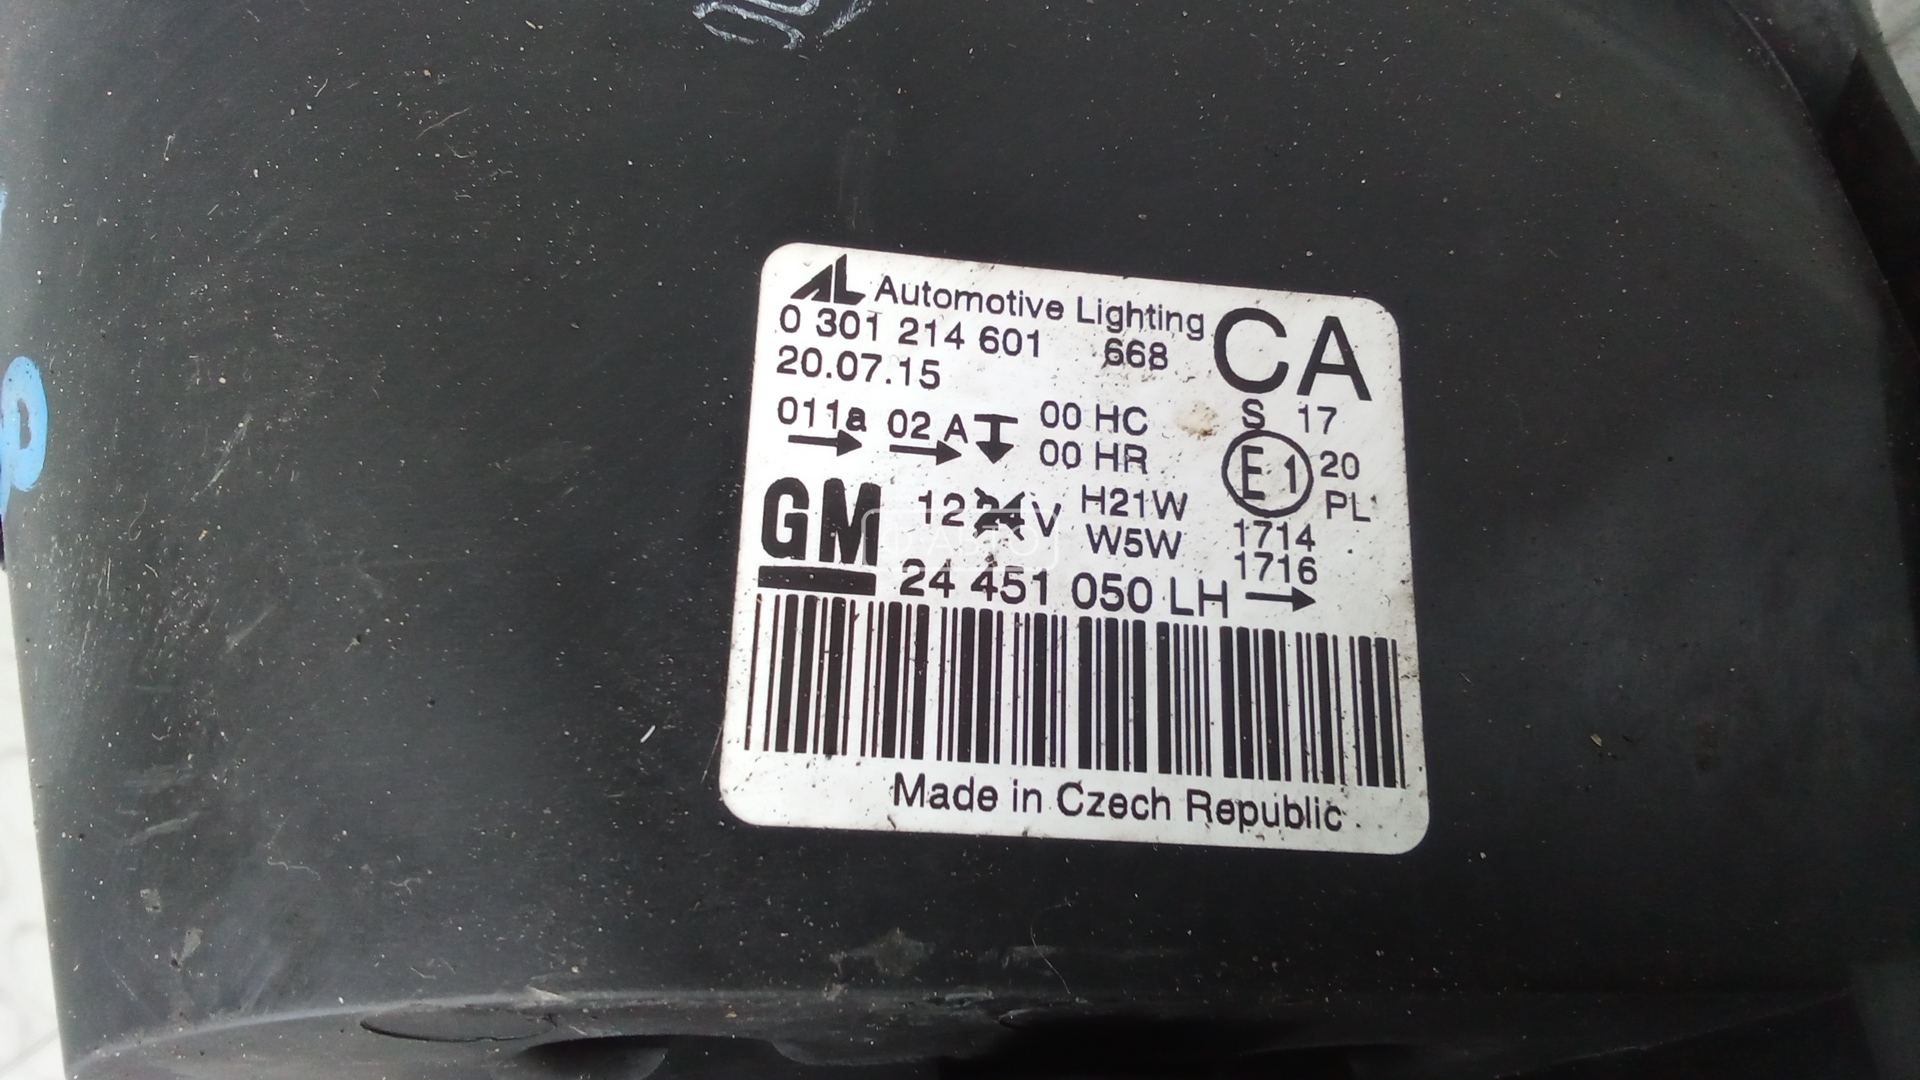 AL Automotive Lighting
0 301 214 601 668
CA
20.07.15
011a 02 A
00 HC
00 HR
S 17
E1
20
PL
GM
12 V
H21W
W5W
1714
1716
24 451 050 LH
Made in Czech Republic